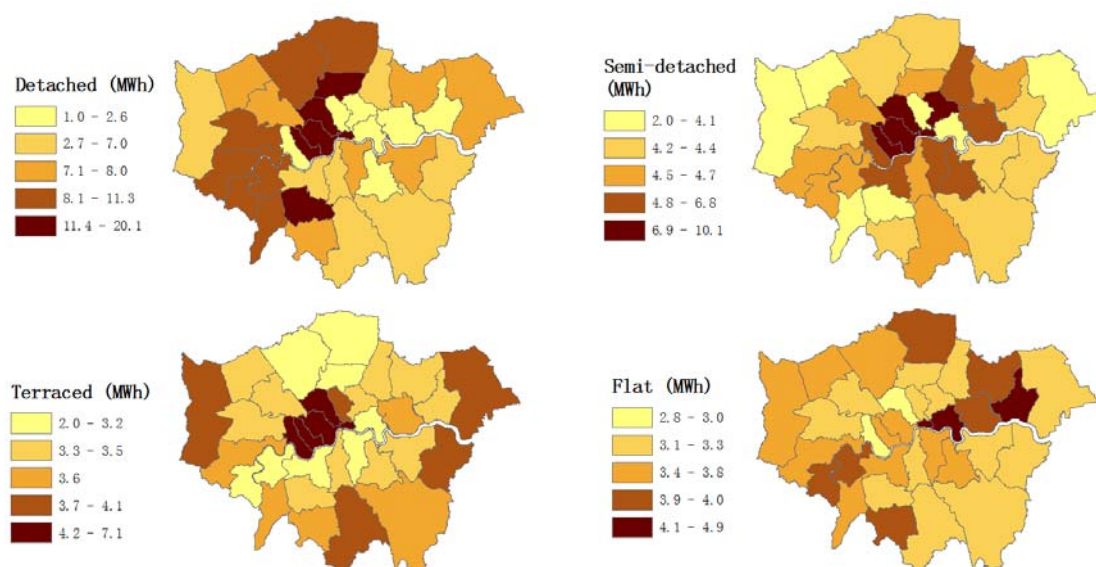 Detached (MWh)
1.0 - 2.6
2.7 - 7.0
7.1 - 8.0
8.1 - 11.3
11.4 - 20.1
Semi-detached
(MWh)
2.0 - 4.1
4.2 - 4.4
4.5 - 4.7
4.8 - 6.8
6.9 - 10.1
Terraced (MWh)
2.0 - 3.2
3.3 - 3.5
3.6
3.7 - 4.1
4.2 - 7.1
Flat (MWh)
2.8 - 3.0
3.1 - 3.3
3.4 - 3.8
3.9 - 4.0
4.1 - 4.9